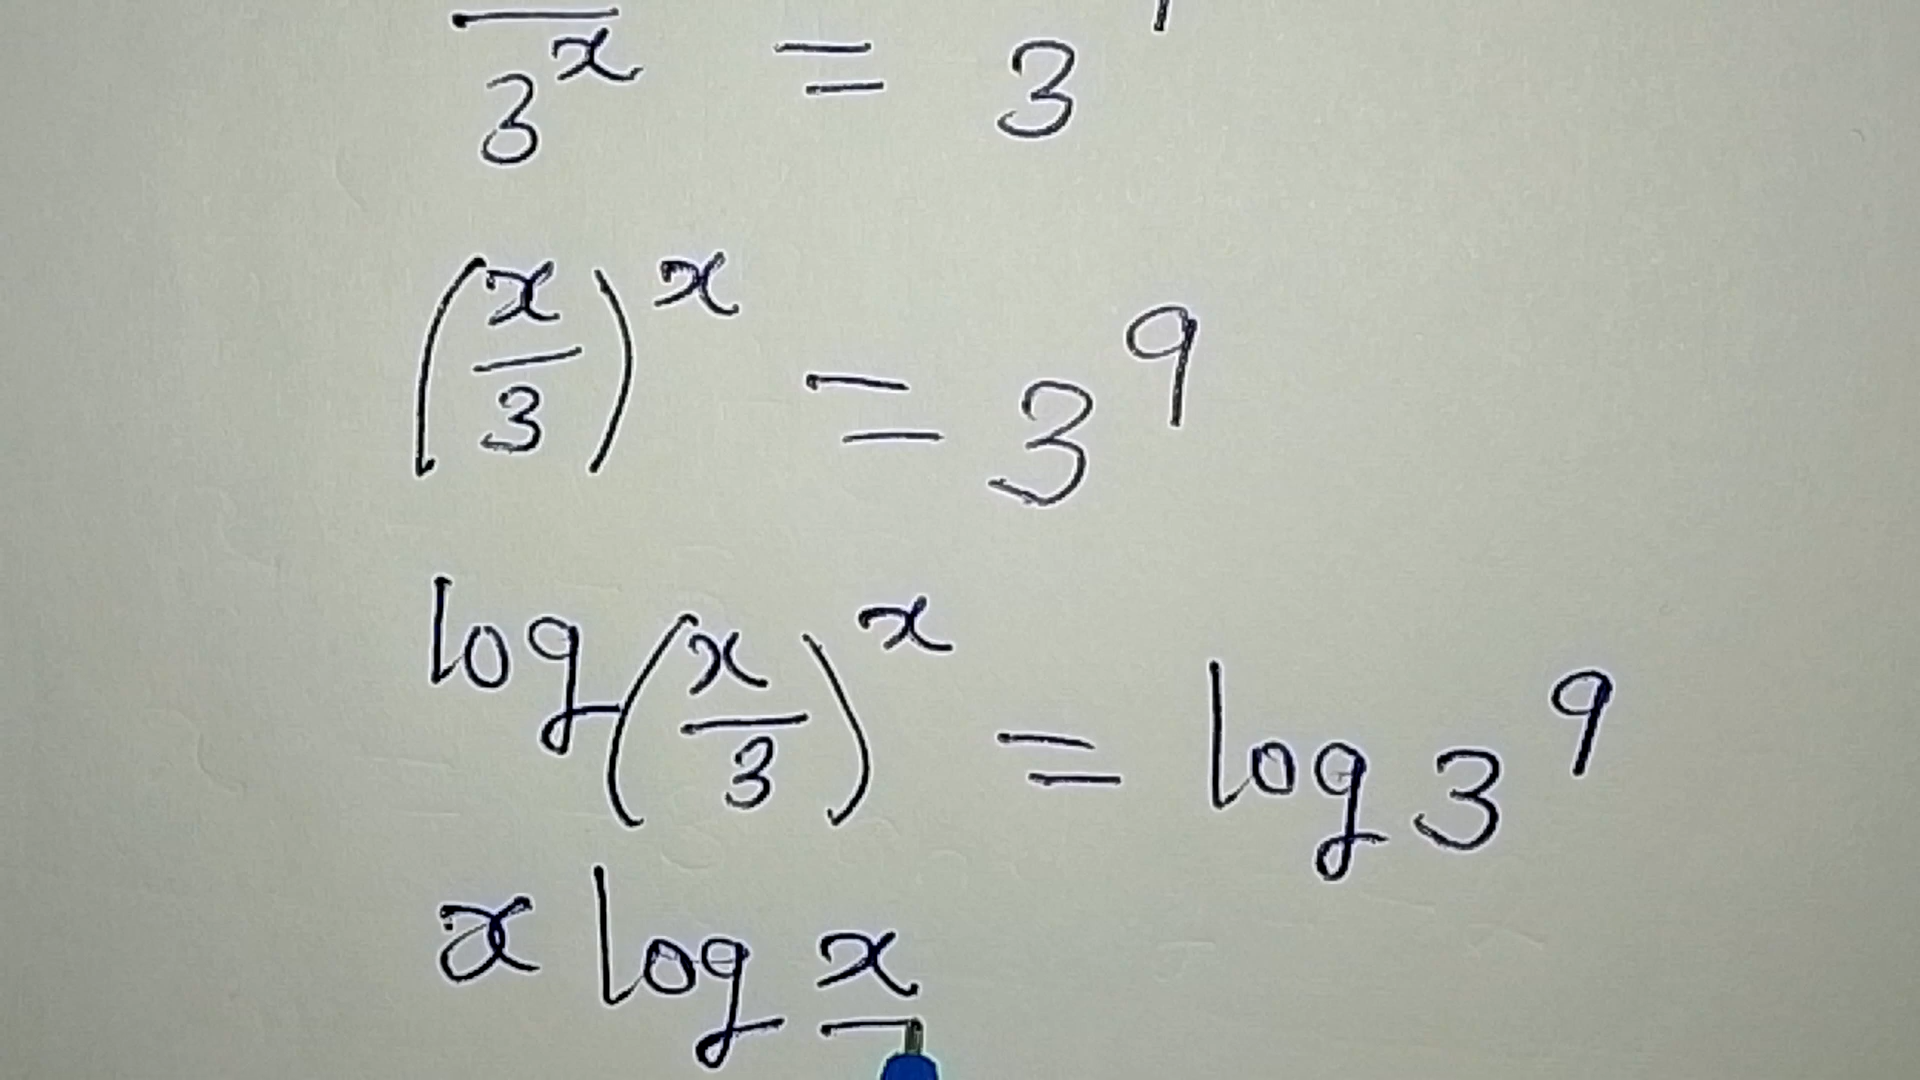 3^x = 3
(x/3)^x = 3^9
log(x/3)^x = log 3^9
x log x